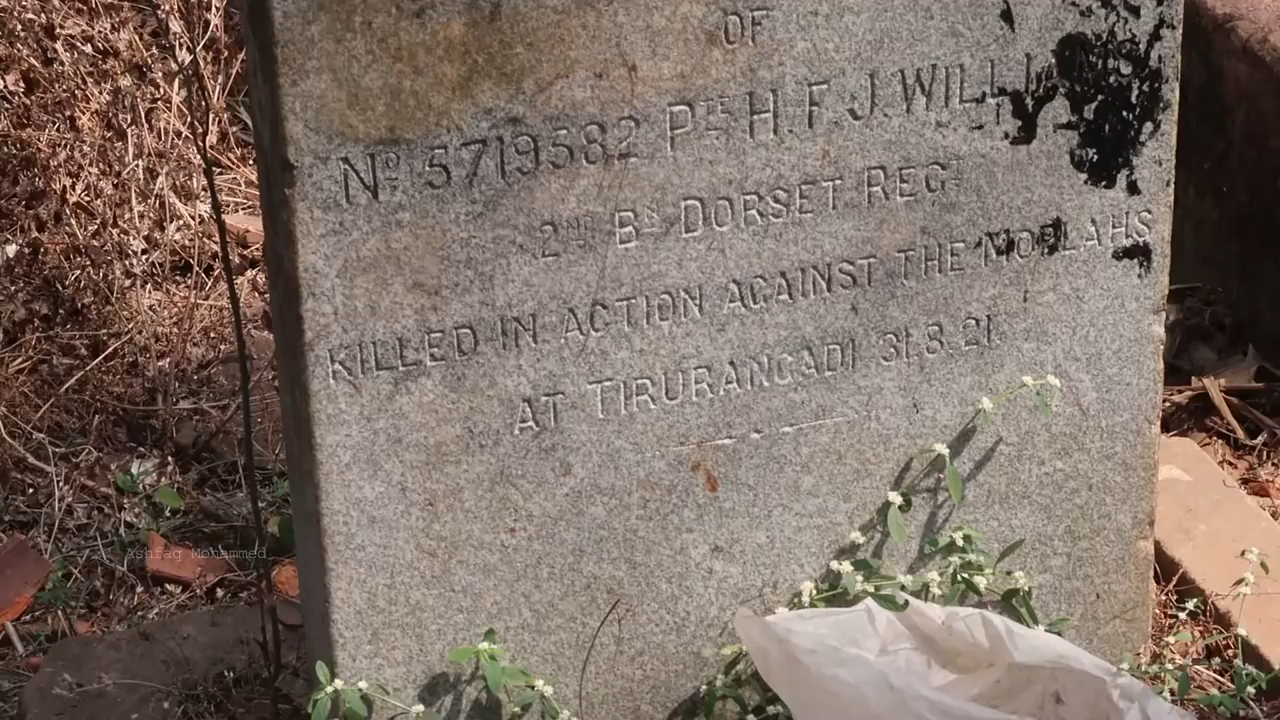 OF
Nº 5719582 PTE H. F. J. WILLIAMS
2ND BN DORSET REGT
KILLED IN ACTION AGAINST THE MOPLAHS
AT TIRURANGADI 31.8.21.
Ashfaq Mohammed